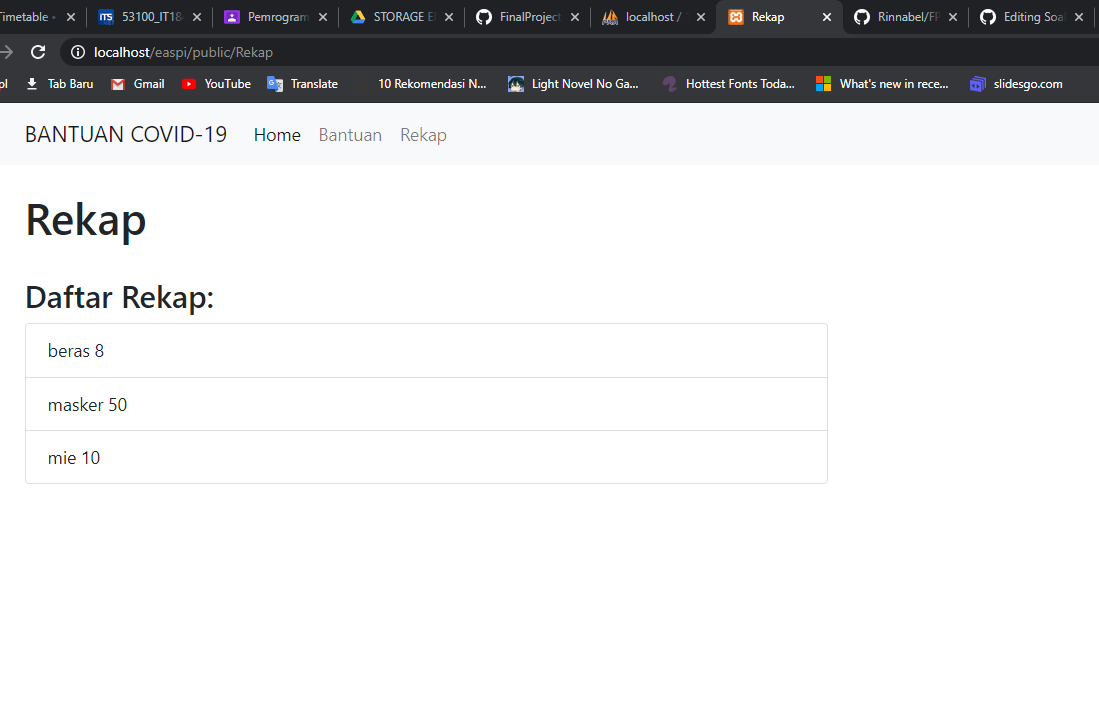 Timetable
53100_IT18
Pemrogram
STORAGE E
FinalProject
localhost /
Rekap
Rinnabel/FP
Editing Soa
localhost/easpi/public/Rekap
pl
Tab Baru
Gmail
YouTube
Translate
10 Rekomendasi N...
Light Novel No Ga...
Hottest Fonts Toda...
What's new in rece...
slidesgo.com
BANTUAN COVID-19
Home
Bantuan
Rekap
Rekap
Daftar Rekap:
beras 8
masker 50
mie 10